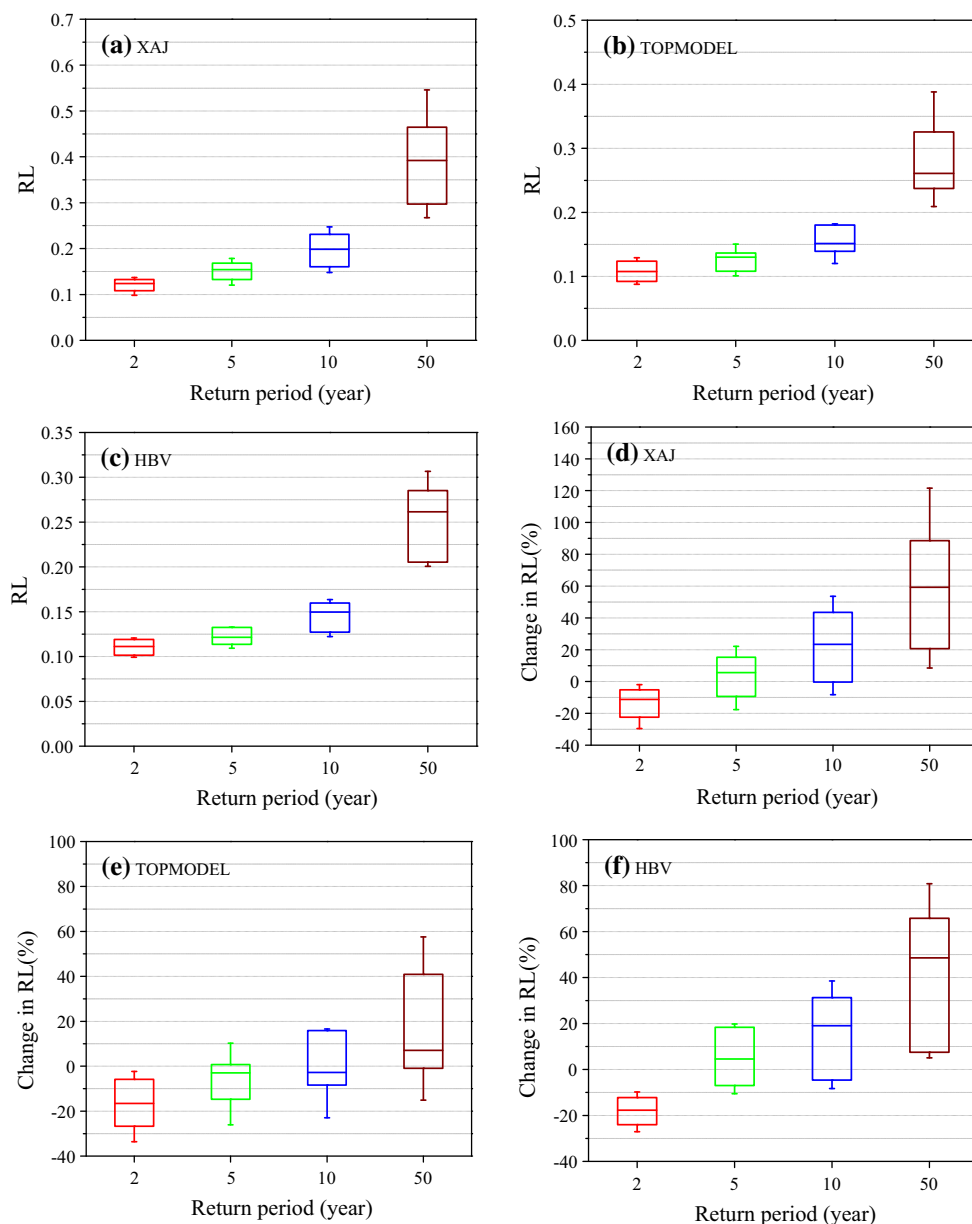 (a) XAJ
0.7
0.6
0.5
0.4
0.3
0.2
0.1
0.0
RL
2 5 10 50
Return period (year)
(b) TOPMODEL
0.5
0.4
0.3
0.2
0.1
0.0
RL
2 5 10 50
Return period (year)
(c) HBV
0.35
0.30
0.25
0.20
0.15
0.10
0.05
0.00
RL
2 5 10 50
Return period (year)
(d) XAJ
160
140
120
100
80
60
40
20
0
-20
-40
Change in RL(%)
2 5 10 50
Return period (year)
(e) TOPMODEL
100
80
60
40
20
0
-20
-40
Change in RL(%)
2 5 10 50
Return period (year)
(f) HBV
100
80
60
40
20
0
-20
-40
Change in RL(%)
2 5 10 50
Return period (year)